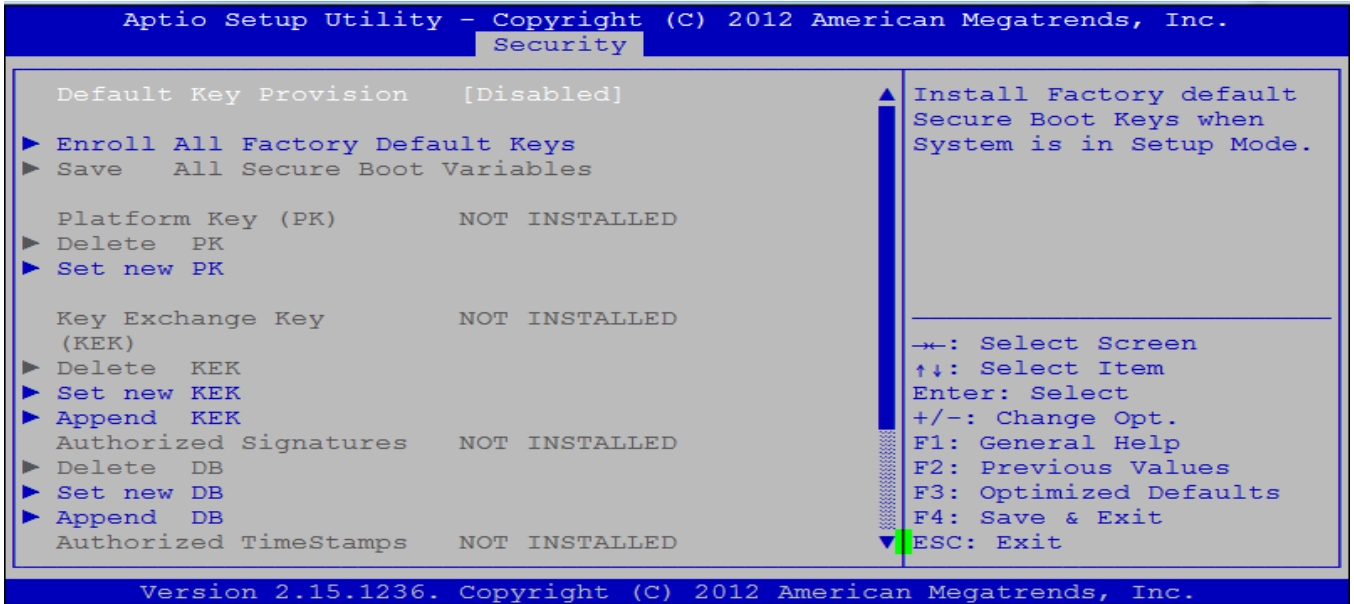 Aptio Setup Utility – Copyright (C) 2012 American Megatrends, Inc.
Security
Default Key Provision [Disabled]
► Enroll All Factory Default Keys
► Save All Secure Boot Variables
Platform Key (PK) NOT INSTALLED
► Delete PK
► Set new PK
Key Exchange Key NOT INSTALLED
(KEK)
► Delete KEK
► Set new KEK
► Append KEK
Authorized Signatures NOT INSTALLED
► Delete DB
► Set new DB
► Append DB
Authorized TimeStamps NOT INSTALLED
Install Factory default
Secure Boot Keys when
System is in Setup Mode.
→←: Select Screen
↑↓: Select Item
Enter: Select
+/-: Change Opt.
F1: General Help
F2: Previous Values
F3: Optimized Defaults
F4: Save & Exit
ESC: Exit
Version 2.15.1236. Copyright (C) 2012 American Megatrends, Inc.